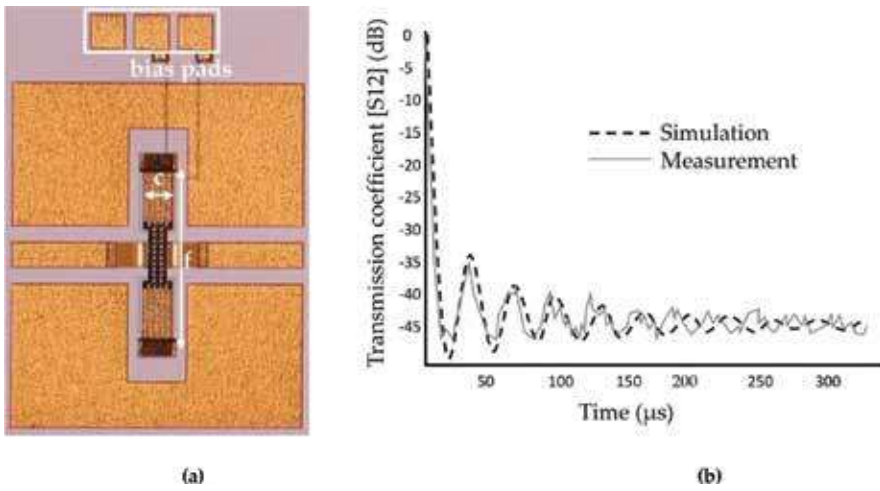 bias pads
c
f
(a)
Transmission coefficient [S12] (dB)
0
-5
-10
-15
-20
-25
-30
-35
-40
-45
Simulation
Measurement
50
100
150
200
250
300
Time (μs)
(b)